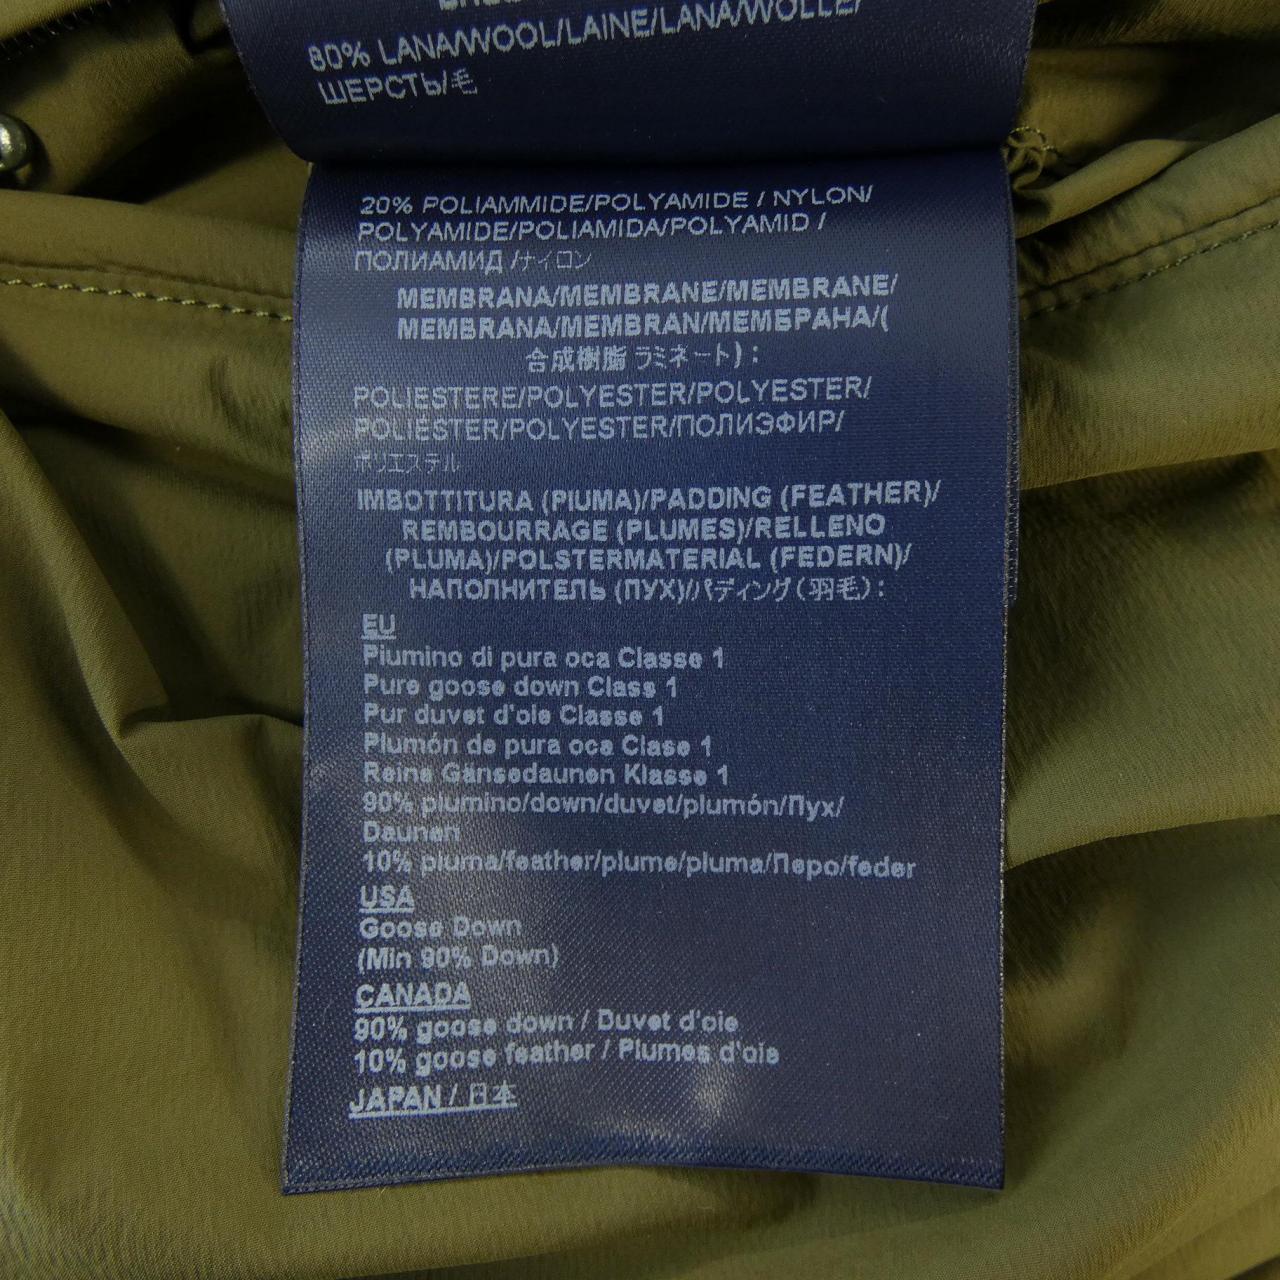 80% LANA/WOOL/LAINE/LANA/WOLLE/
ШЕРСТЬ/毛
20% POLIAMMIDE/POLYAMIDE / NYLON/
POLYAMIDE/POLIAMIDA/POLYAMID /
ПОЛИАМИД /ナイロン
MEMBRANA/MEMBRANE/MEMBRANE/
MEMBRANA/MEMBRAN/МЕМБРАНА/(
合成樹脂 ラミネート) :
POLIESTERE/POLYESTER/POLYESTER/
POLIÉSTER/POLYESTER/ПОЛИЭФИР/
ポリエステル
IMBOTTITURA (PIUMA)/PADDING (FEATHER)/
REMBOURRAGE (PLUMES)/RELLENO
(PLUMA)/POLSTERMATERIAL (FEDERN)/
НАПОЛНИТЕЛЬ (ПУХ)/パディング(羽毛) :
EU
Piumino di pura oca Classe 1
Pure goose down Class 1
Pur duvet d'oie Classe 1
Plumón de pura oca Clase 1
Reine Gänsedaunen Klasse 1
90% piumino/down/duvet/plumón/Пух/
Daunen
10% piuma/feather/plume/pluma/Перо/feder
USA
Goose Down
(Min 90% Down)
CANADA
90% goose down / Duvet d'oie
10% goose feather / Plumes d'oie
JAPAN / 日本